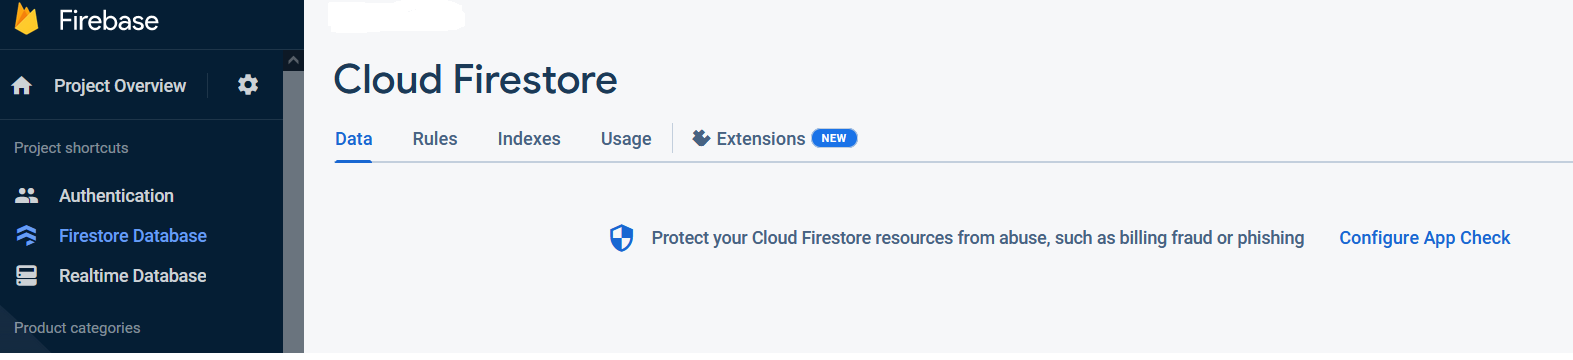 Firebase
Project Overview
Project shortcuts
Authentication
Firestore Database
Realtime Database
Product categories
Cloud Firestore
Data Rules Indexes Usage Extensions NEW
Protect your Cloud Firestore resources from abuse, such as billing fraud or phishing Configure App Check